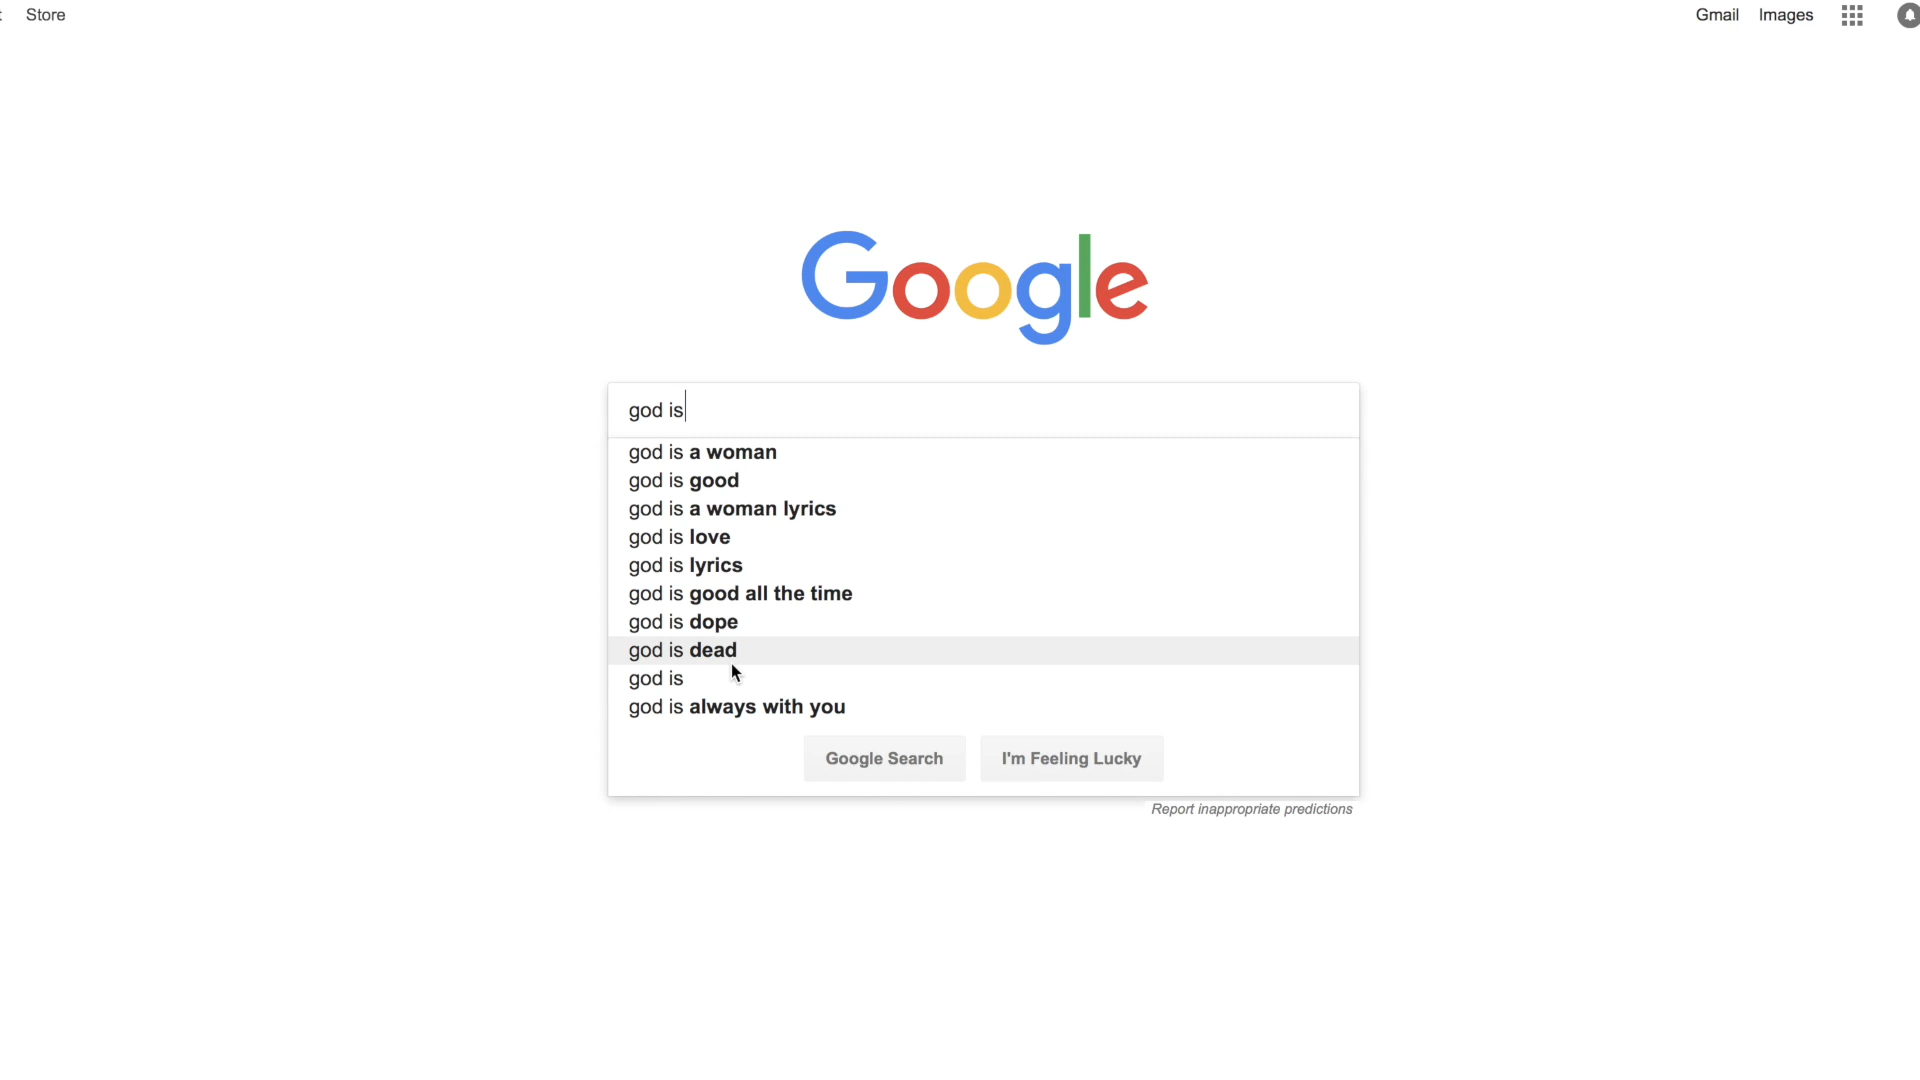 Store
Gmail Images
Google
god is
god is a woman
god is good
god is a woman lyrics
god is love
god is lyrics
god is good all the time
god is dope
god is dead
god is
god is always with you
Google Search
I'm Feeling Lucky
Report inappropriate predictions